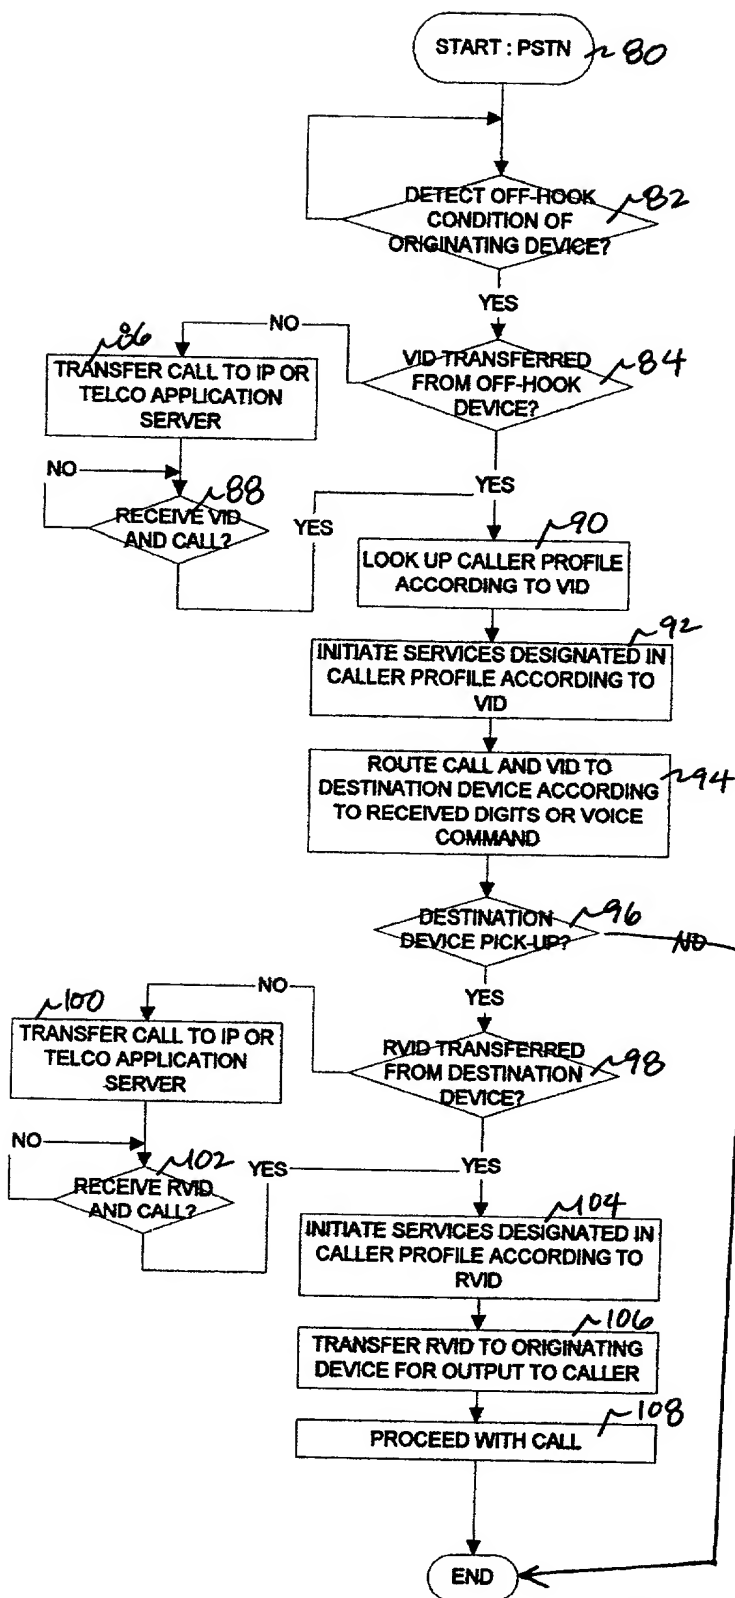 START : PSTN ~80
DETECT OFF-HOOK ~82
CONDITION OF
ORIGINATING DEVICE?
YES
NO
~86
TRANSFER CALL TO IP OR
TELCO APPLICATION
SERVER
VID TRANSFERRED ~84
FROM OFF-HOOK
DEVICE?
NO
~88
RECEIVE VID
AND CALL?
YES
YES
~90
LOOK UP CALLER PROFILE
ACCORDING TO VID
~92
INITIATE SERVICES DESIGNATED IN
CALLER PROFILE ACCORDING TO
VID
ROUTE CALL AND VID TO ~94
DESTINATION DEVICE ACCORDING
TO RECEIVED DIGITS OR VOICE
COMMAND
DESTINATION ~96
DEVICE PICK-UP?
NO
YES
NO
~100
TRANSFER CALL TO IP OR
TELCO APPLICATION
SERVER
RVID TRANSFERRED ~98
FROM DESTINATION
DEVICE?
NO
~102
RECEIVE RVID
AND CALL?
YES
YES
~104
INITIATE SERVICES DESIGNATED IN
CALLER PROFILE ACCORDING TO
RVID
~106
TRANSFER RVID TO ORIGINATING
DEVICE FOR OUTPUT TO CALLER
~108
PROCEED WITH CALL
END